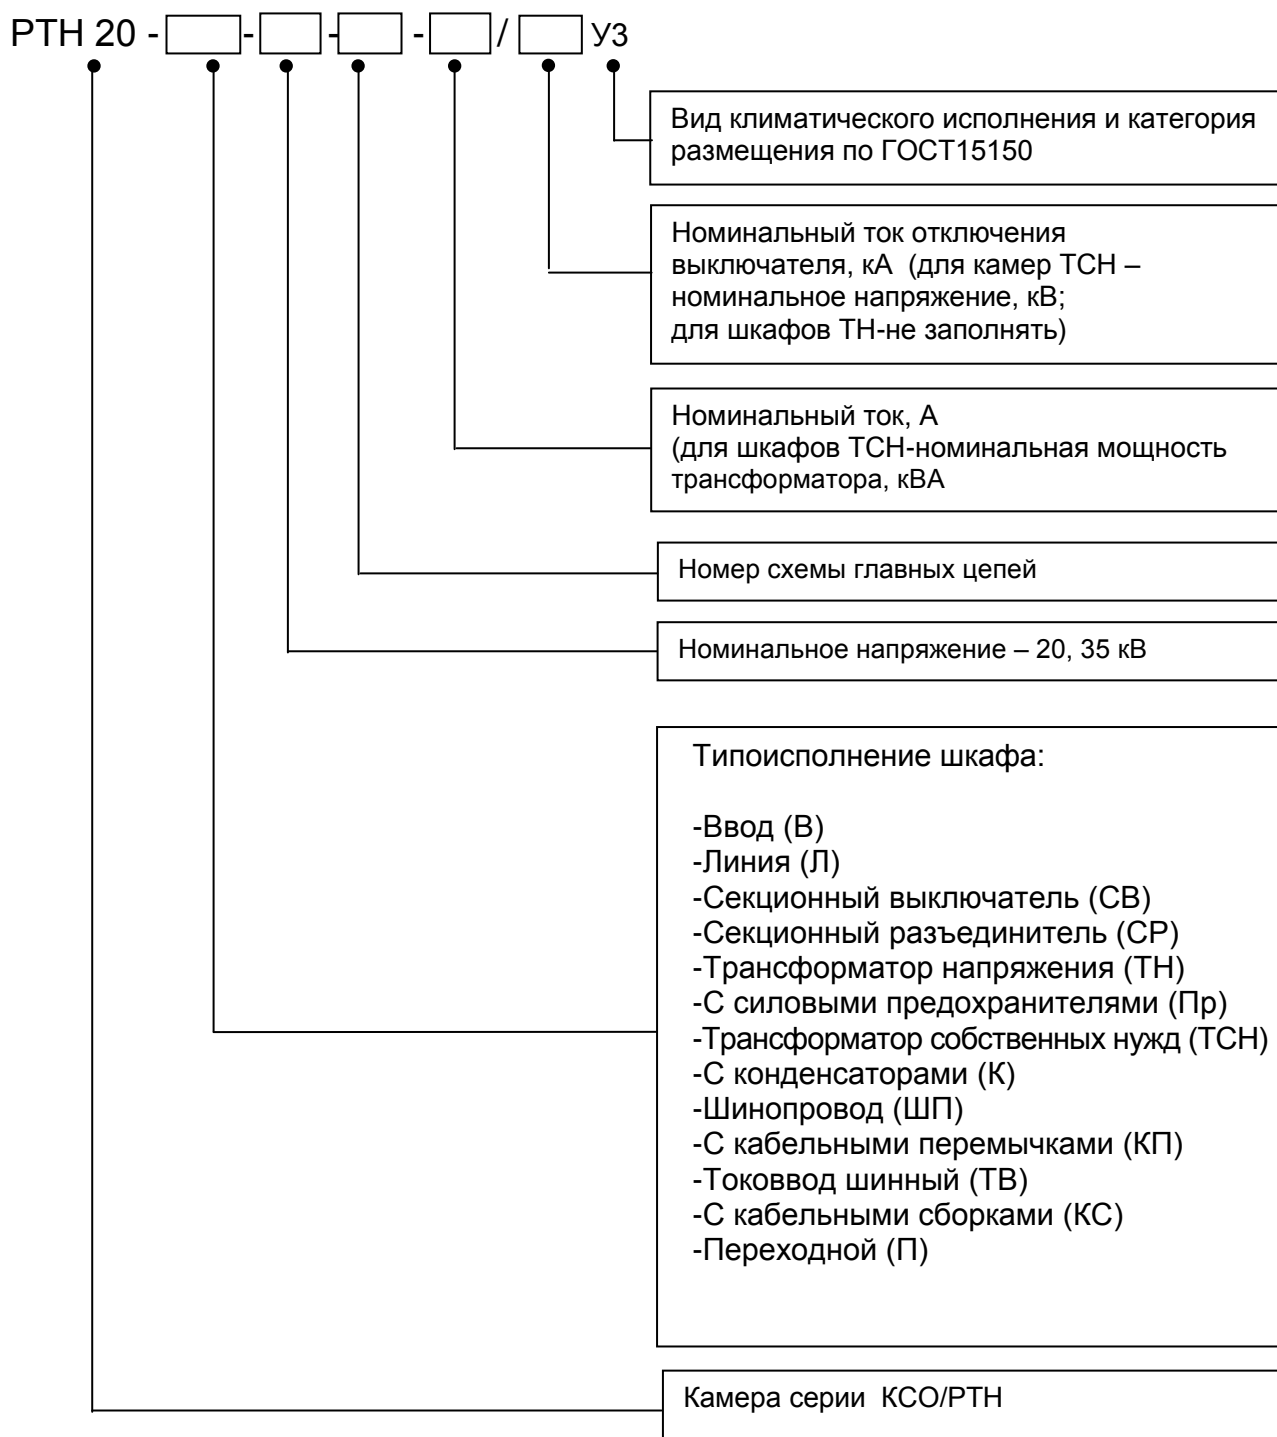 РТН 20 - - - - / У3
Вид климатического исполнения и категория
размещения по ГОСТ15150
Номинальный ток отключения
выключателя, кА (для камер ТСН –
номинальное напряжение, кВ;
для шкафов ТН-не заполнять)
Номинальный ток, А
(для шкафов ТСН-номинальная мощность
трансформатора, кВА
Номер схемы главных цепей
Номинальное напряжение – 20, 35 кВ
Типоисполнение шкафа:
-Ввод (В)
-Линия (Л)
-Секционный выключатель (СВ)
-Секционный разъединитель (СР)
-Трансформатор напряжения (ТН)
-С силовыми предохранителями (Пр)
-Трансформатор собственных нужд (ТСН)
-С конденсаторами (К)
-Шинопровод (ШП)
-С кабельными перемычками (КП)
-Токоввод шинный (ТВ)
-С кабельными сборками (КС)
-Переходной (П)
Камера серии КСО/РТН